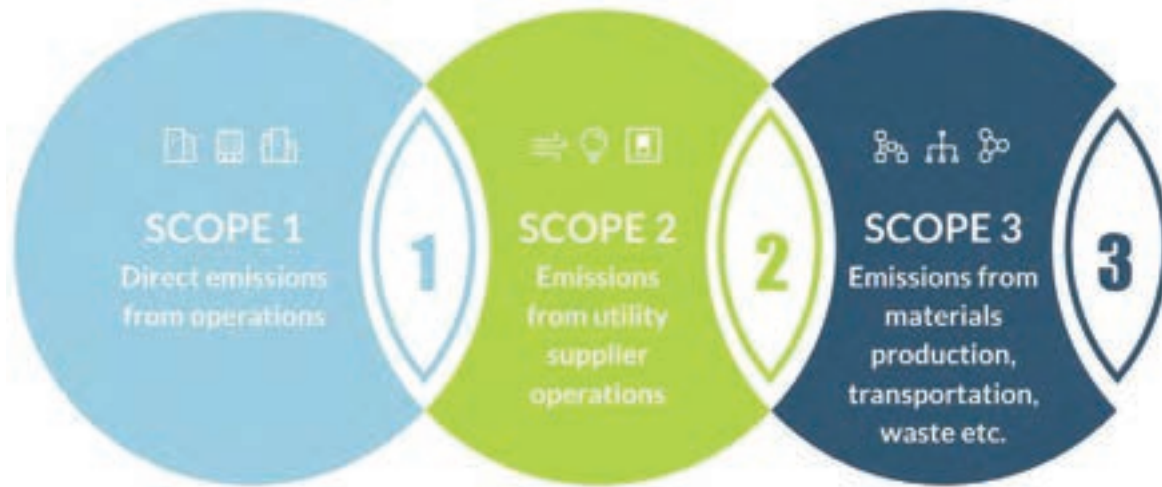 SCOPE 1
Direct emissions
from operations
1
SCOPE 2
Emissions
from utility
supplier
operations
2
SCOPE 3
Emissions from
materials
production,
transportation,
waste etc.
3